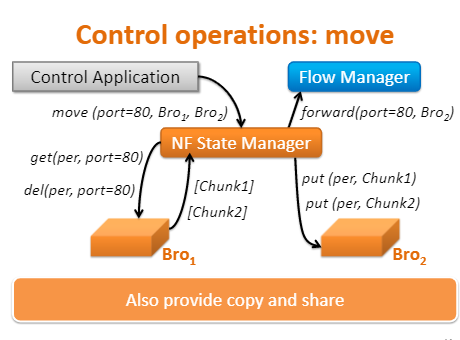 Control operations: move
Control Application
Flow Manager
move (port=80, Bro1, Bro2)
forward(port=80, Bro2)
NF State Manager
get(per, port=80)
del(per, port=80)
[Chunk1]
[Chunk2]
put (per, Chunk1)
put (per, Chunk2)
Bro1
Bro2
Also provide copy and share